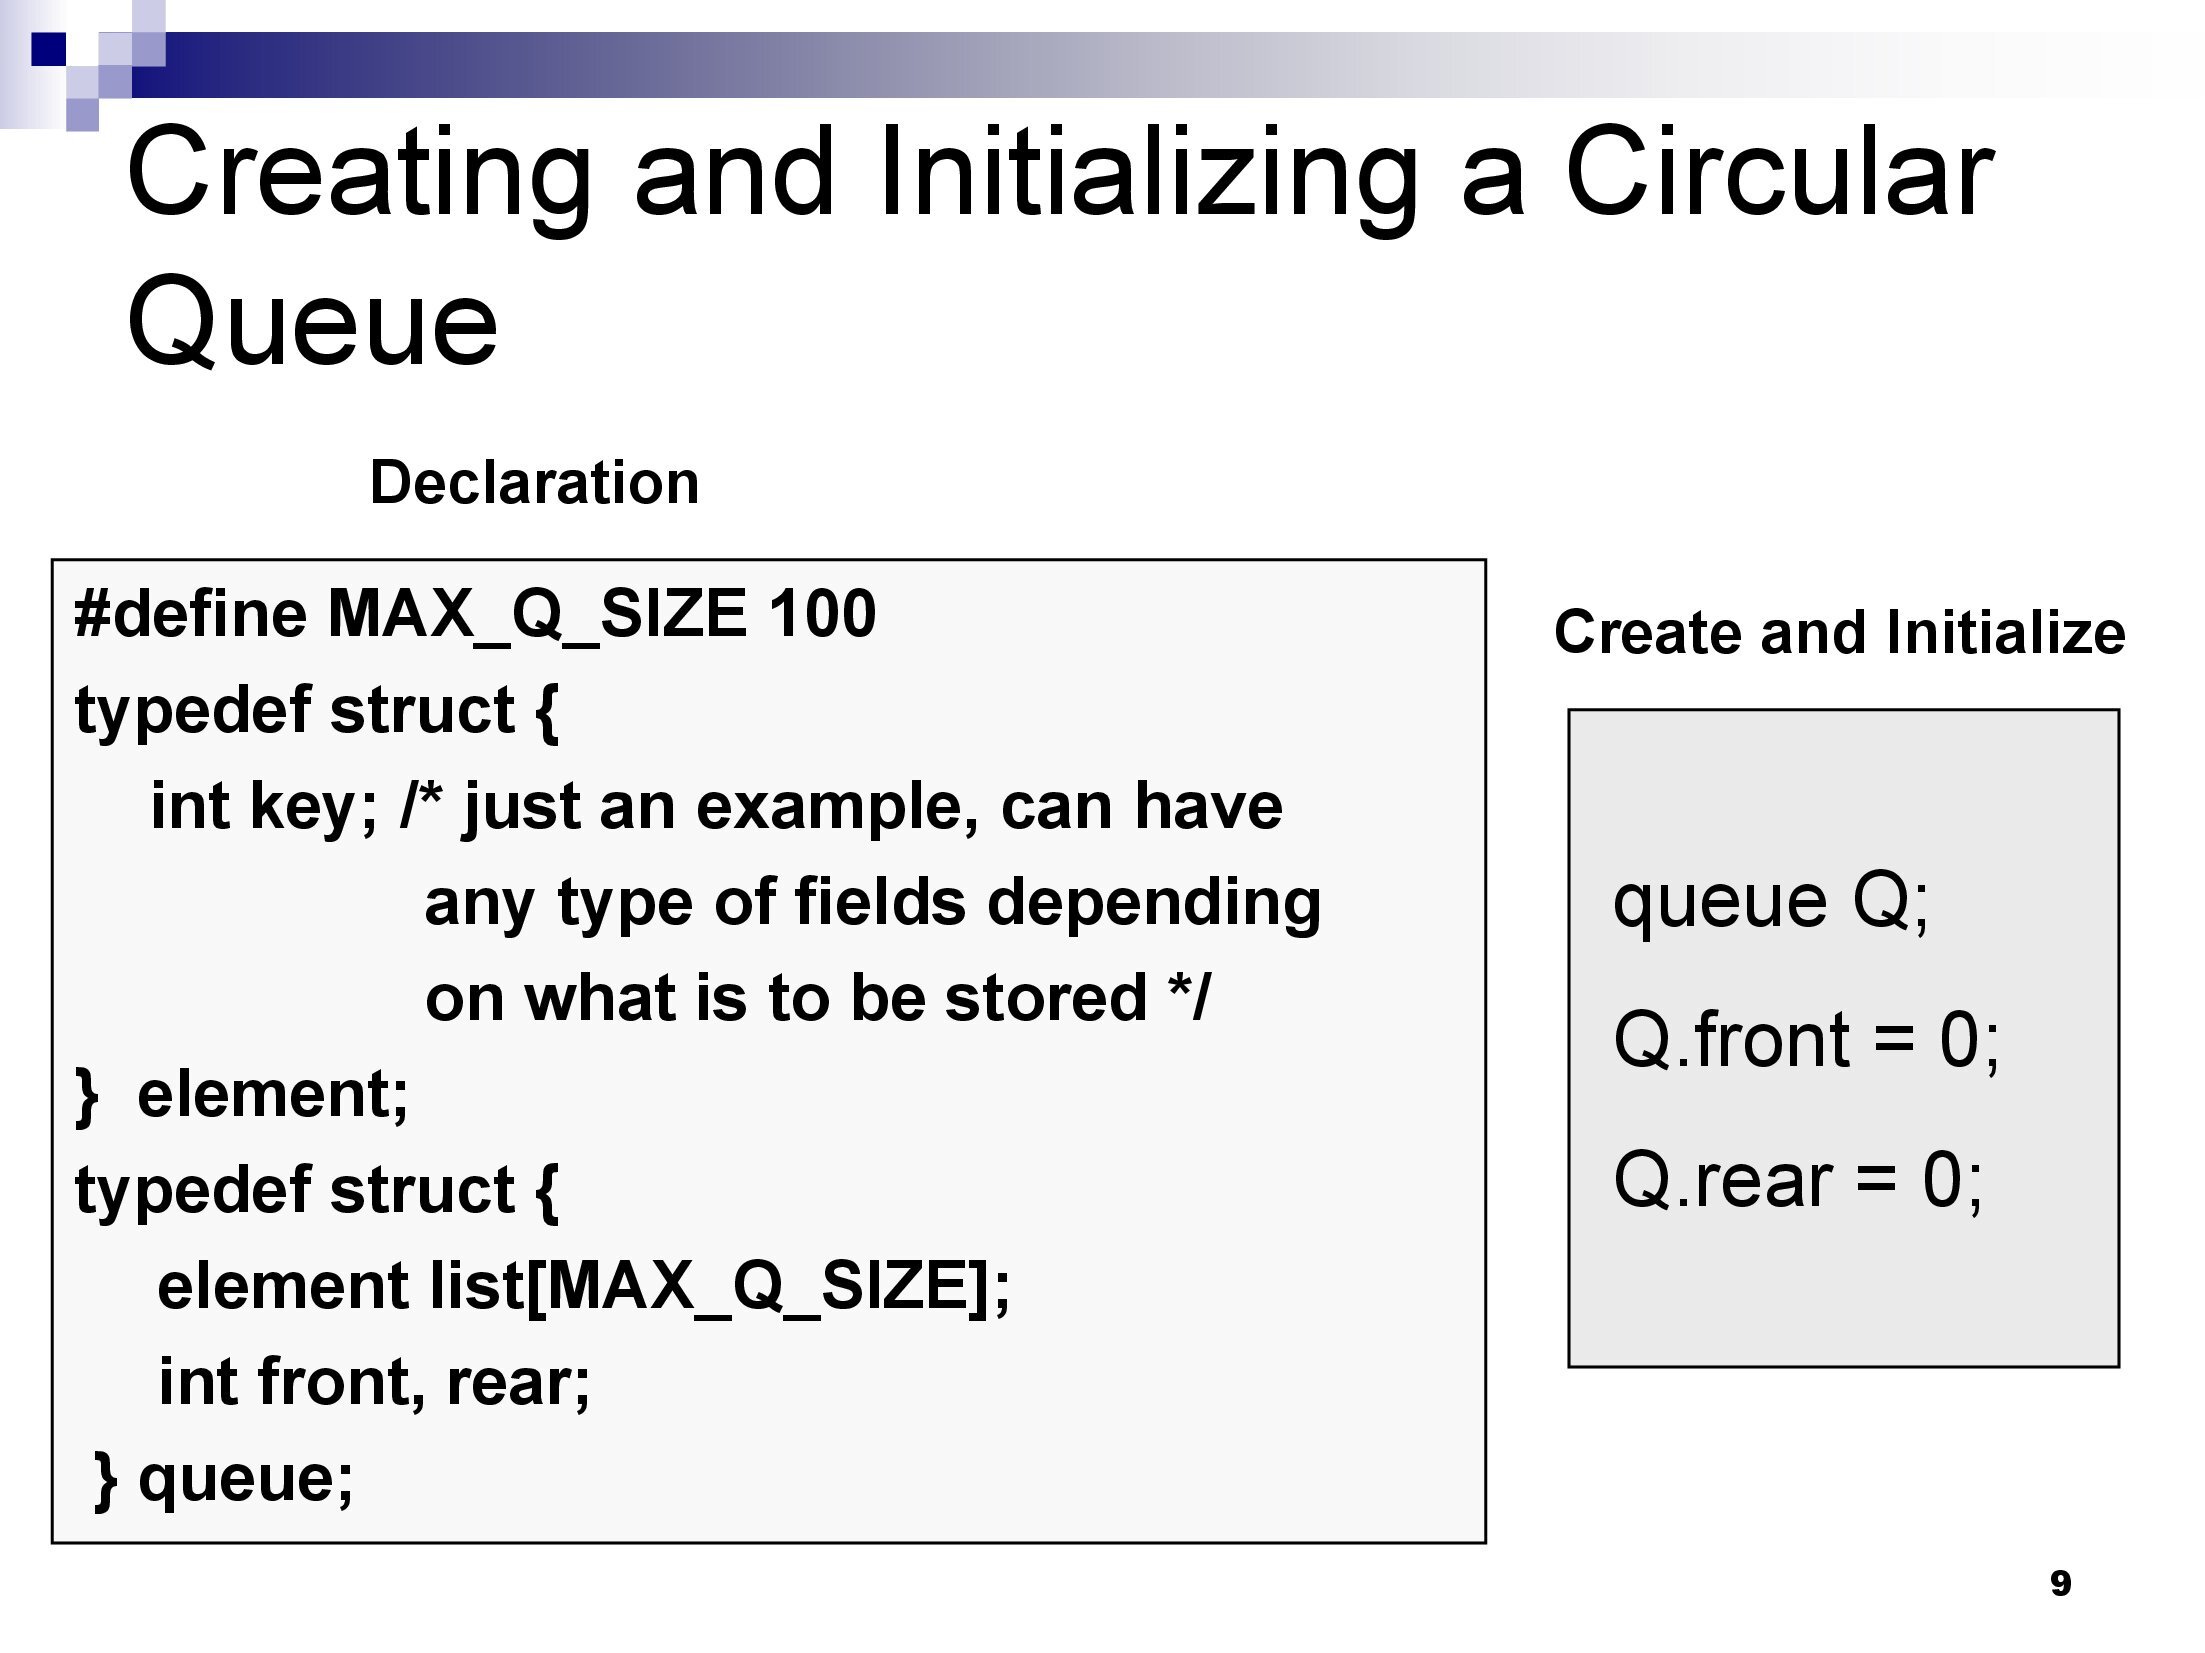 Creating and Initializing a Circular
Queue
Declaration
#define MAX_Q_SIZE 100
typedef struct {
int key; /* just an example, can have
any type of fields depending
on what is to be stored */
} element;
typedef struct {
element list[MAX_Q_SIZE];
int front, rear;
} queue;
Create and Initialize
queue Q;
Q.front = 0;
Q.rear = 0;
9